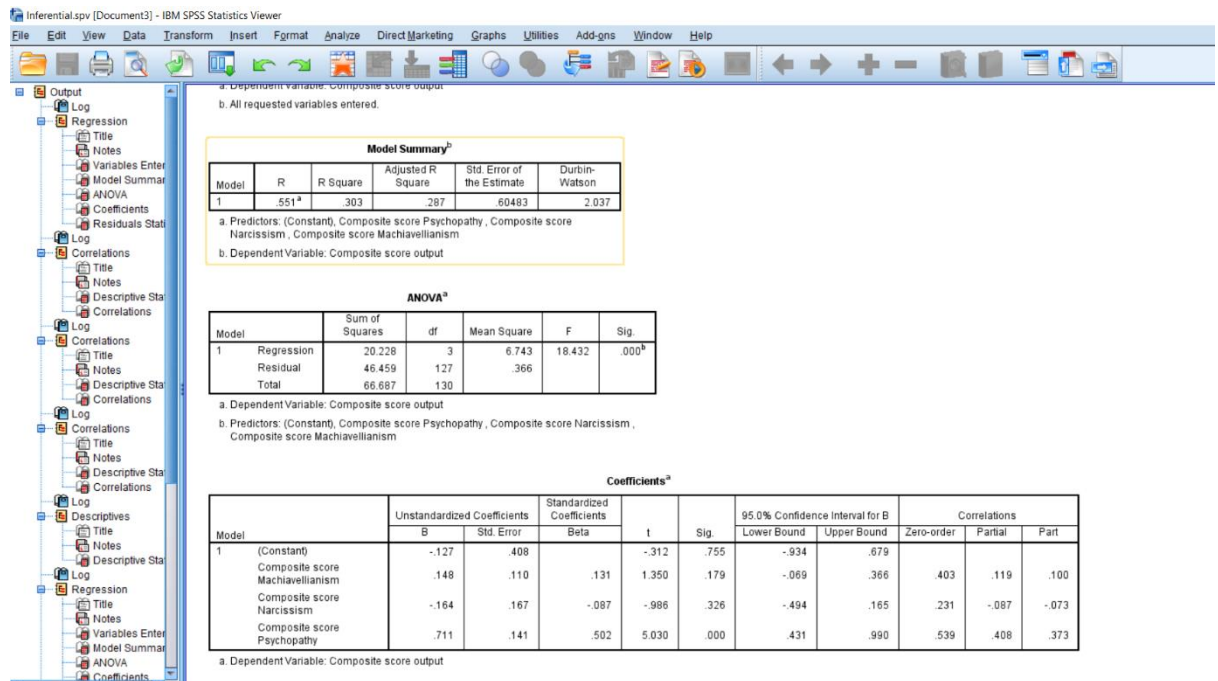 Inferential.spv [Document3] - IBM SPSS Statistics Viewer
File Edit View Data Transform Insert Format Analyze Direct Marketing Graphs Utilities Add-ons Window Help
Output
Log
Regression
Title
Notes
Variables Enter
Model Summar
ANOVA
Coefficients
Residuals Stati
Log
Correlations
Title
Notes
Descriptive Sta
Correlations
Log
Correlations
Title
Notes
Descriptive Sta
Correlations
Log
Correlations
Title
Notes
Descriptive Sta
Correlations
Log
Descriptives
Title
Notes
Descriptive Sta
Log
Regression
Title
Notes
Variables Enter
Model Summar
ANOVA
Coefficients
a. Dependent Variable: Composite score output
b. All requested variables entered.
Model Summaryb
Model R R Square Adjusted R Square Std. Error of the Estimate Durbin-Watson
1 .551a .303 .287 .60483 2.037
a. Predictors: (Constant), Composite score Psychopathy , Composite score
Narcissism , Composite score Machiavellianism
b. Dependent Variable: Composite score output
ANOVAa
Model Sum of Squares df Mean Square F Sig.
1 Regression 20.228 3 6.743 18.432 .000b
Residual 46.459 127 .366
Total 66.687 130
a. Dependent Variable: Composite score output
b. Predictors: (Constant), Composite score Psychopathy , Composite score Narcissism ,
Composite score Machiavellianism
Coefficientsa
Model Unstandardized Coefficients Standardized Coefficients t Sig. 95.0% Confidence Interval for B Correlations
B Std. Error Beta Lower Bound Upper Bound Zero-order Partial Part
1 (Constant) -.127 .408 -.312 .755 -.934 .679
Composite score Machiavellianism .148 .110 .131 1.350 .179 -.069 .366 .403 .119 .100
Composite score Narcissism -.164 .167 -.087 -.986 .326 -.494 .165 .231 -.087 -.073
Composite score Psychopathy .711 .141 .502 5.030 .000 .431 .990 .539 .408 .373
a. Dependent Variable: Composite score output